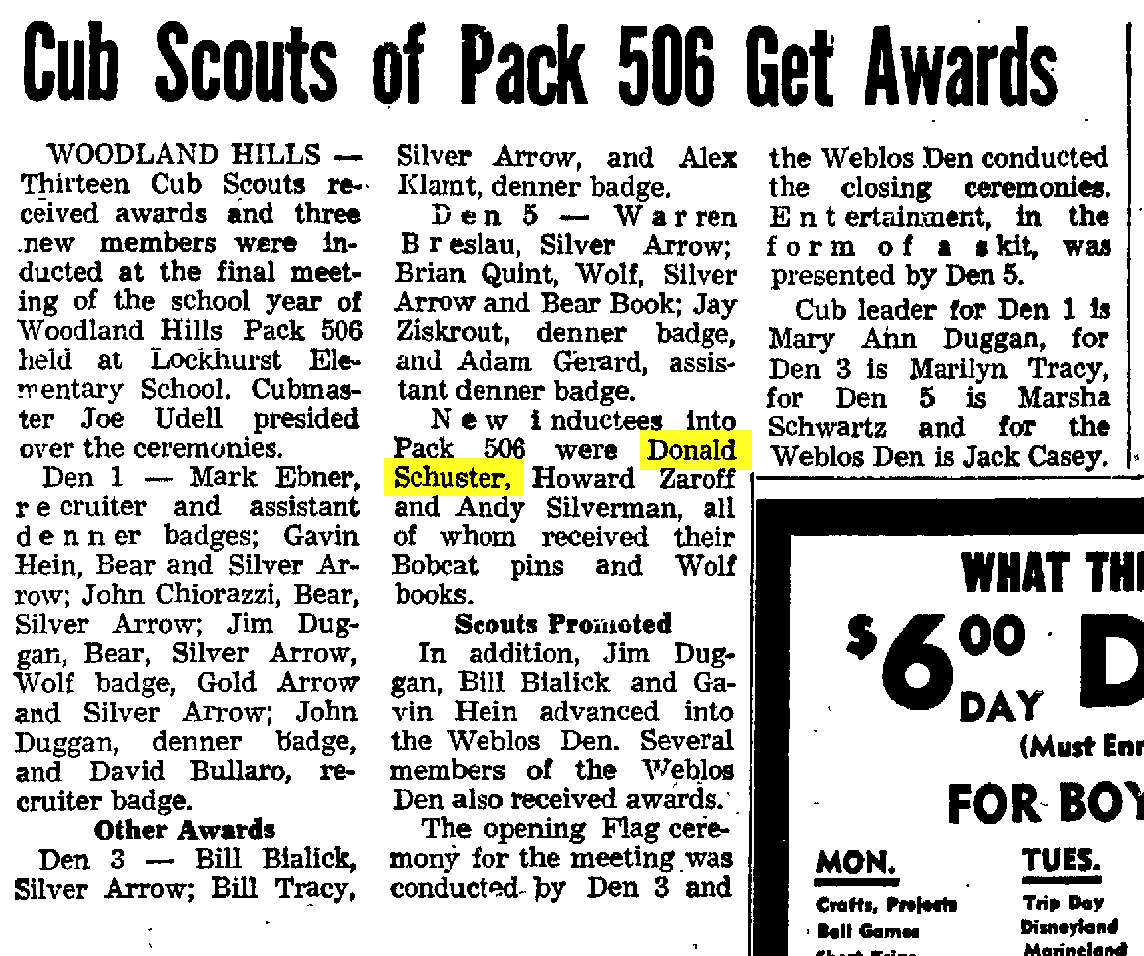 Cub Scouts of Pack 506 Get Awards
WOODLAND HILLS —
Thirteen Cub Scouts re-
ceived awards and three
new members were in-
ducted at the final meet-
ing of the school year of
Woodland Hills Pack 506
held at Lockhurst Ele-
mentary School. Cubmas-
ter Joe Udell presided
over the ceremonies.
Den 1 — Mark Ebner,
recruiter and assistant
denner badges; Gavin
Hein, Bear and Silver Ar-
row; John Chiorazzi, Bear,
Silver Arrow; Jim Dug-
gan, Bear, Silver Arrow,
Wolf badge, Gold Arrow
and Silver Arrow; John
Duggan, denner badge,
and David Bullaro, re-
cruiter badge.
Other Awards
Den 3 — Bill Bialick,
Silver Arrow; Bill Tracy,
Silver Arrow, and Alex
Klamt, denner badge.
Den 5 — Warren
Breslau, Silver Arrow;
Brian Quint, Wolf, Silver
Arrow and Bear Book; Jay
Ziskrout, denner badge,
and Adam Gerard, assis-
tant denner badge.
New inductees into
Pack 506 were Donald
Schuster, Howard Zaroff
and Andy Silverman, all
of whom received their
Bobcat pins and Wolf
books.
Scouts Promoted
In addition, Jim Dug-
gan, Bill Bialick and Ga-
vin Hein advanced into
the Weblos Den. Several
members of the Weblos
Den also received awards.
The opening Flag cere-
mony for the meeting was
conducted by Den 3 and
the Weblos Den conducted
the closing ceremonies.
Entertainment, in the
form of a skit, was
presented by Den 5.
Cub leader for Den 1 is
Mary Ann Duggan, for
Den 3 is Marilyn Tracy,
for Den 5 is Marsha
Schwartz and for the
Weblos Den is Jack Casey.
WHAT THI
$6.00 D
DAY
(Must Enr
FOR BOY
MON.
Crafts, Projects
Ball Games
TUES.
Trip Day
Disneyland
Marineland